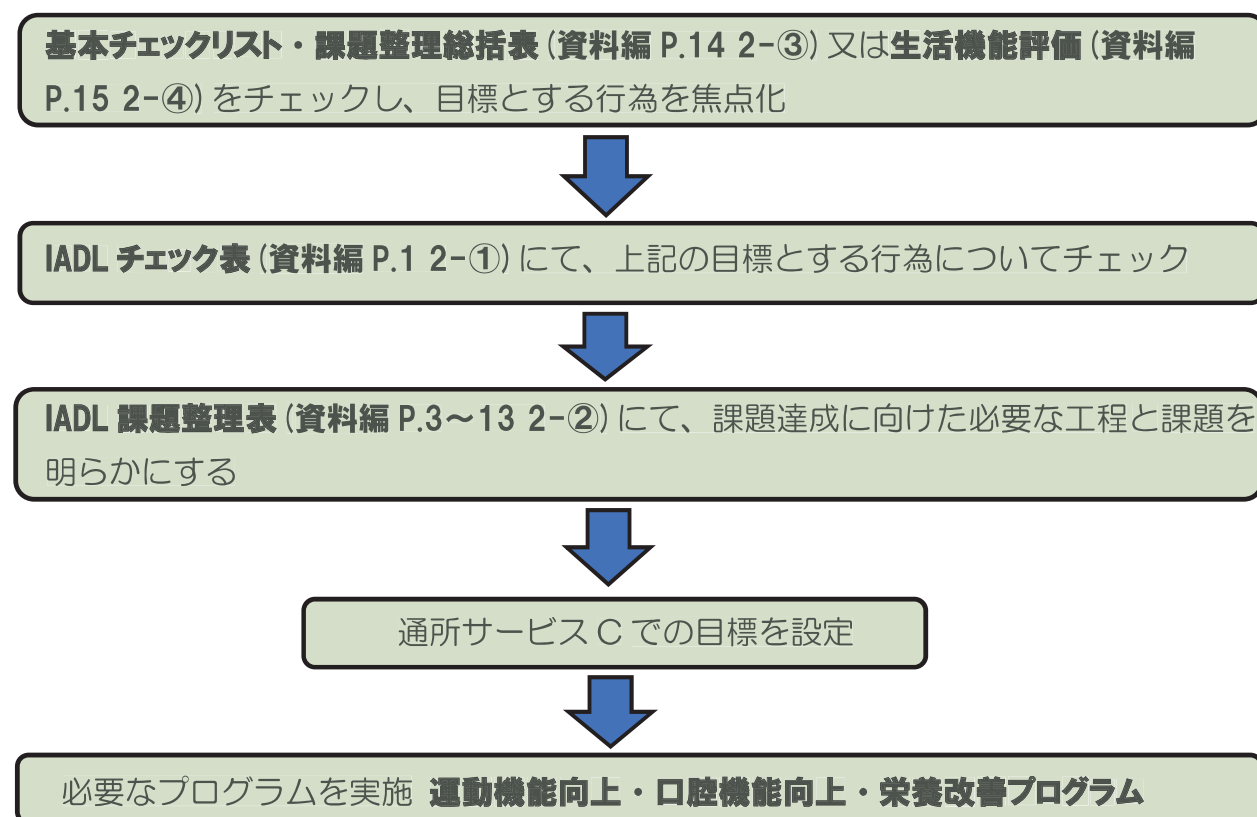 基本チェックリスト・課題整理総括表(資料編 P.14 2-③)又は生活機能評価(資料編
P.15 2-④)をチェックし、目標とする行為を焦点化
IADL チェック表(資料編 P.1 2-①)にて、上記の目標とする行為についてチェック
IADL 課題整理表(資料編 P.3～13 2-②)にて、課題達成に向けた必要な工程と課題を
明らかにする
通所サービス C での目標を設定
必要なプログラムを実施 運動機能向上・口腔機能向上・栄養改善プログラム